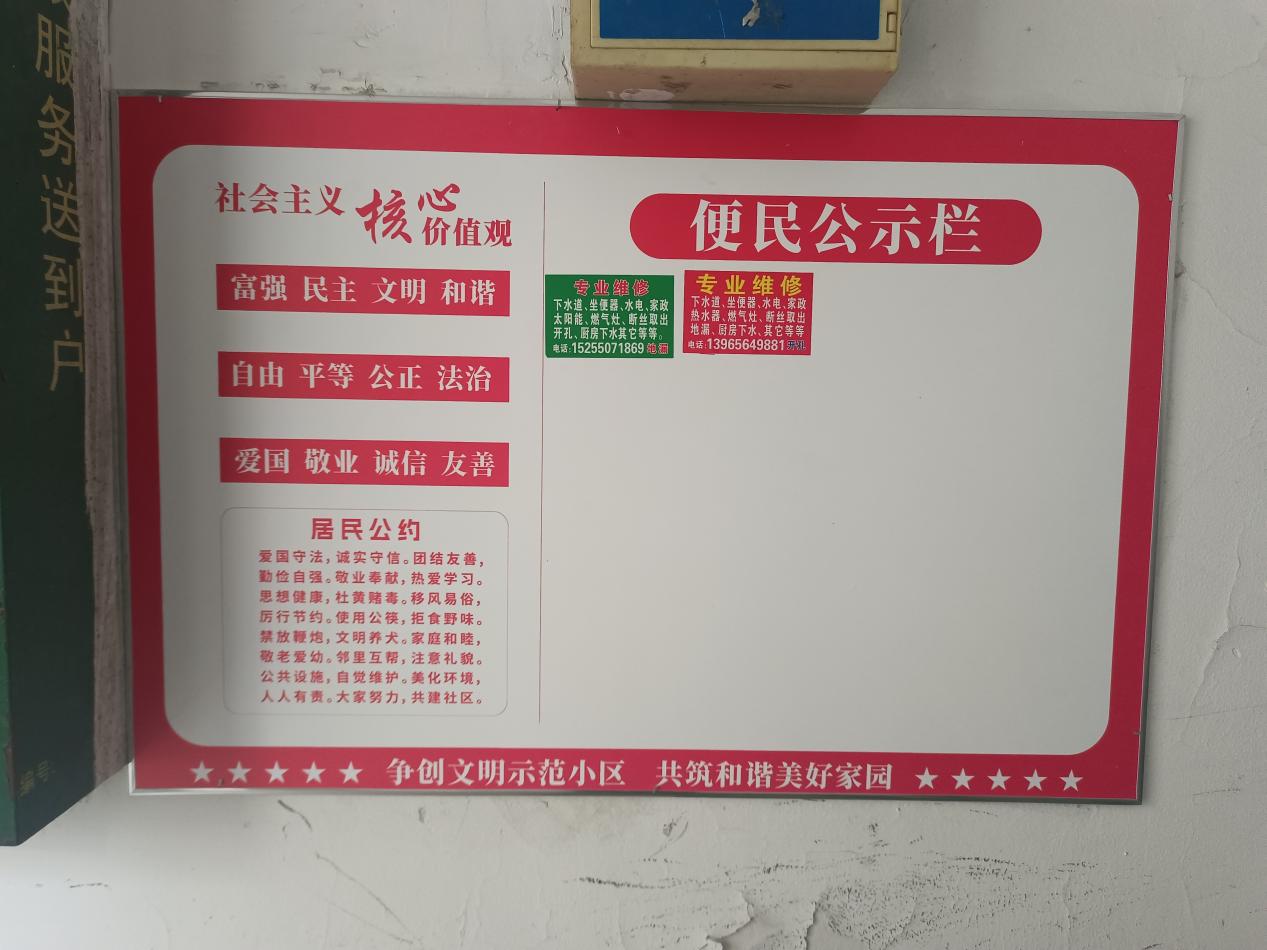 服务送到户
编号:
社会主义核心价值观
富强 民主 文明 和谐
自由 平等 公正 法治
爱国 敬业 诚信 友善
居民公约
爱国守法,诚实守信。团结友善,
勤俭自强。敬业奉献,热爱学习。
思想健康,杜黄赌毒。移风易俗,
厉行节约。使用公筷,拒食野味。
禁放鞭炮,文明养犬。家庭和睦,
敬老爱幼。邻里互帮,注意礼貌。
公共设施,自觉维护。美化环境,
人人有责。大家努力,共建社区。
便民公示栏
专业维修
下水道、坐便器、水电、家政
太阳能、燃气灶、断丝取出
开孔、厨房下水其它等等。
电话:15255071869 地漏
专业维修
下水道、坐便器、水电、家政
热水器、燃气灶、断丝取出
地漏、厨房下水、其它等等
电话:13965649881 开孔
★★★★★ 争创文明示范小区 共筑和谐美好家园 ★★★★★